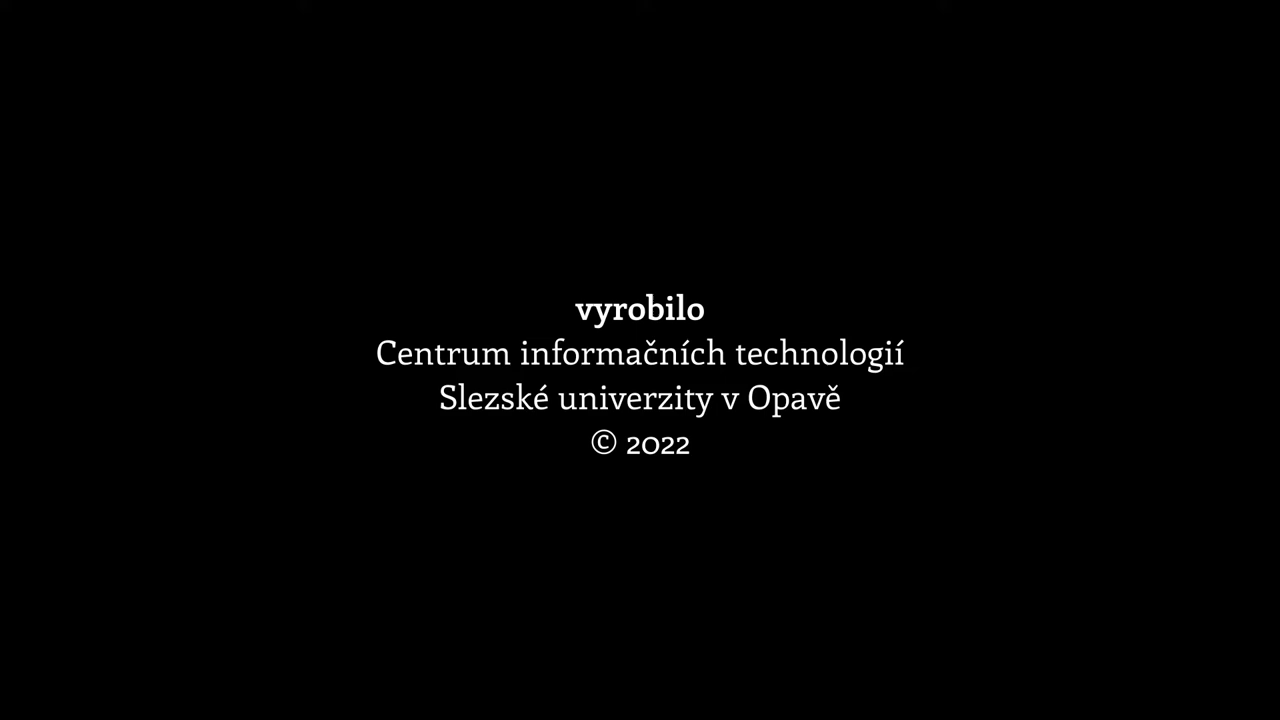 vyrobilo
Centrum informačních technologií
Slezské univerzity v Opavě
© 2022